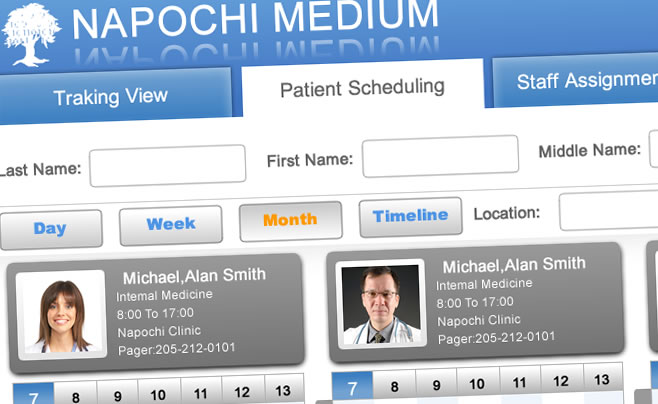 NAPOCHI MEDIUM
Traking View
Patient Scheduling
Staff Assignmen
Last Name:
First Name:
Middle Name:
Day
Week
Month
Timeline
Location:
Michael,Alan Smith
Internal Medicine
8:00 To 17:00
Napochi Clinic
Pager:205-212-0101
Michael,Alan Smith
Internal Medicine
8:00 To 17:00
Napochi Clinic
Pager:205-212-0101
7 8 9 10 11 12 13
7 8 9 10 11 12 13